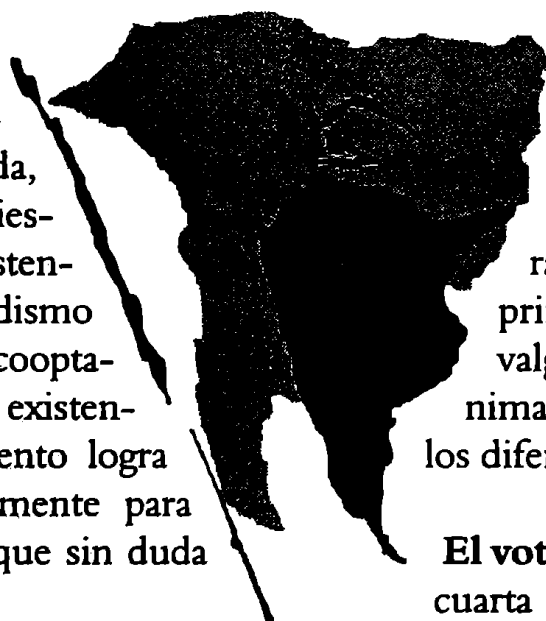 da,
ies-
sten-
dismo
coopta-
existen-
ento logra
mente para
que sin duda
ra
pri
valg
nima
los difer
El vot
cuarta